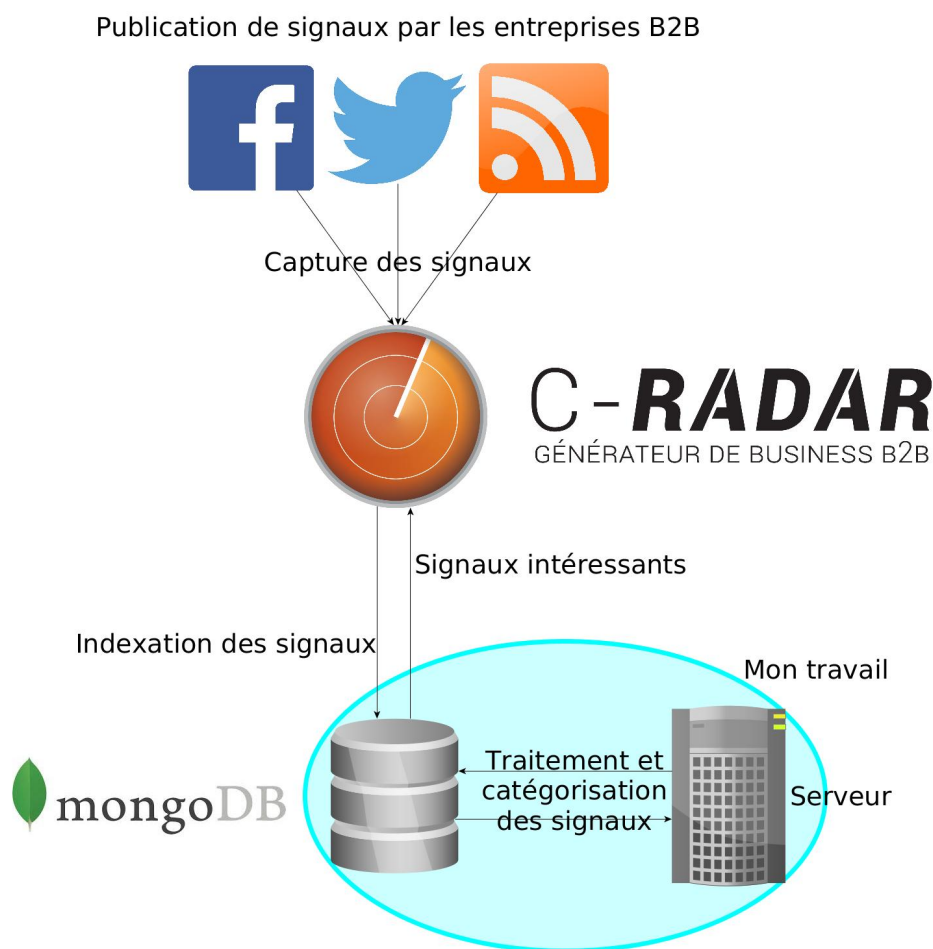 Publication de signaux par les entreprises B2B
f
Capture des signaux
C-RADAR
GÉNÉRATEUR DE BUSINESS B2B
Signaux intéressants
Indexation des signaux
Mon travail
Traitement et
catégorisation
des signaux
Serveur
mongoDB